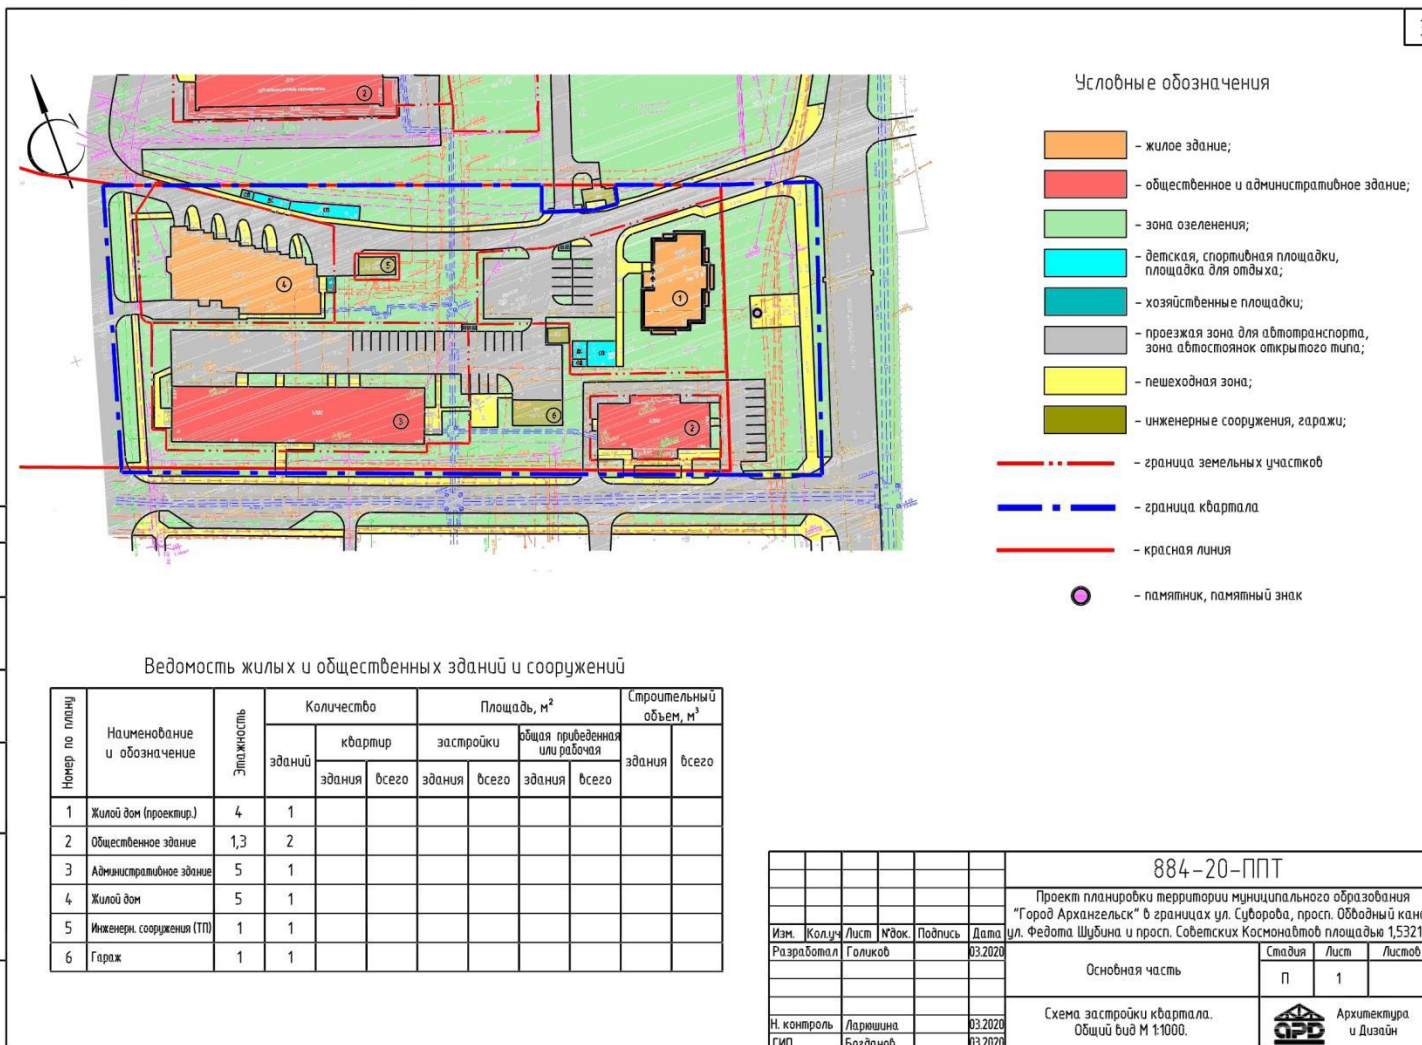 Условные обозначения
– жилое здание;
– общественное и административное здание;
– зона озеленения;
– детская, спортивная площадки,
площадка для отдыха;
– хозяйственные площадки;
– проезжая зона для автотранспорта,
зона автостоянок открытого типа;
– пешеходная зона;
– инженерные сооружения, гаражи;
– граница земельных участков
– граница квартала
– красная линия
– памятник, памятный знак
2
5
4
1
3
6
2
Ведомость жилых и общественных зданий и сооружений
Номер по плану
Наименование
и обозначение
Этажность
Количество
Площадь, м²
Строительный
объем, м³
зданий
квартир
застройки
общая приведенная
или рабочая
здания
всего
здания
всего
здания
всего
здания
всего
1 Жилой дом (проектир.) 4 1
2 Общественное здание 1,3 2
3 Административное здание 5 1
4 Жилой дом 5 1
5 Инженерн. сооружения (ТП) 1 1
6 Гараж 1 1
884-20-ППТ
Проект планировки территории муниципального образования
"Город Архангельск" в границах ул. Суворова, просп. Обводный кан
ул. Федота Шубина и просп. Советских Космонавтов площадью 1,5321
Изм. Кол.уч Лист №док. Подпись Дата
Разработал Голиков 03.2020
Основная часть
Стадия Лист Листов
П 1
Н. контроль Ларюшина 03.2020
ГИП Богданов 03.2020
Схема застройки квартала.
Общий вид М 1:1000.
APD
Архитектура
и Дизайн